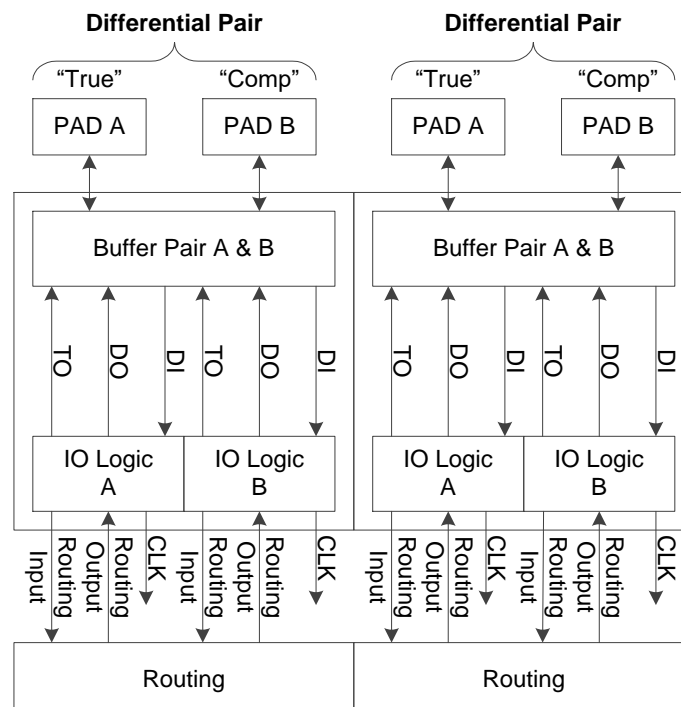 Differential Pair Differential Pair
“True” “Comp” “True” “Comp”
PAD A PAD B PAD A PAD B
Buffer Pair A & B Buffer Pair A & B
TO DO DI TO DO DI TO DO DI TO DO DI
IO Logic A IO Logic B IO Logic A IO Logic B
Routing Input Routing Output CLK Routing Input Routing Output CLK Routing Input Routing Output CLK Routing Input Routing Output CLK
Routing Routing